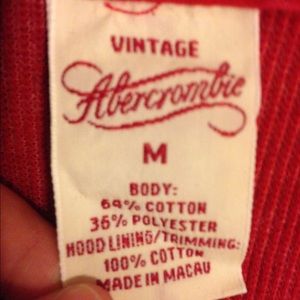 VINTAGE
Abercrombie
M
BODY:
64% COTTON
36% POLYESTER
HOOD LINING/TRIMMING:
100% COTTON
MADE IN MACAU